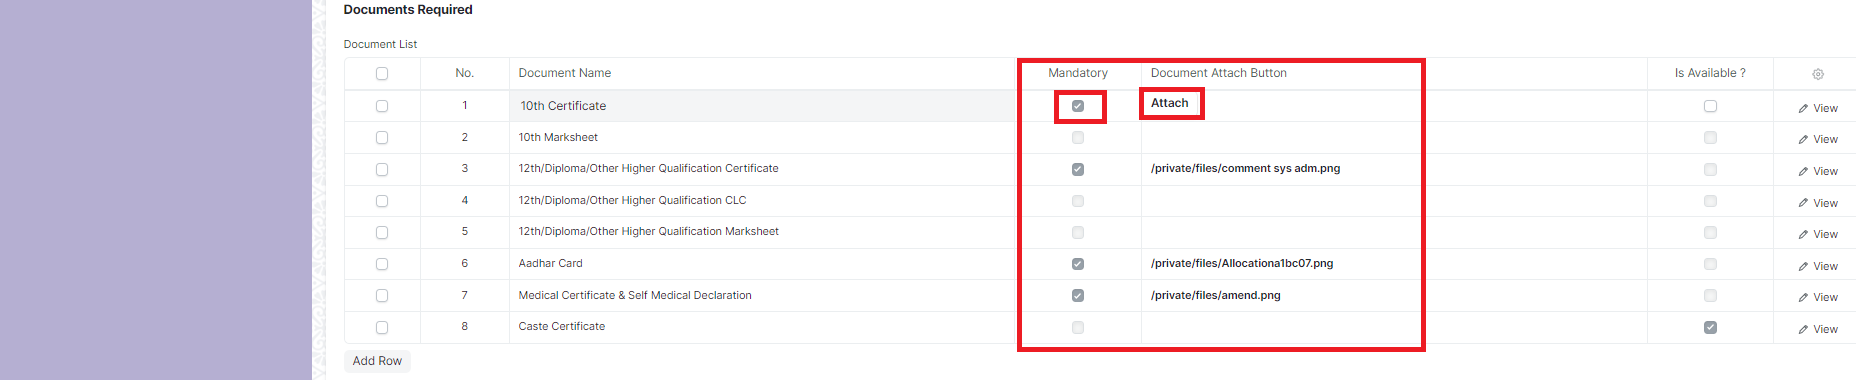 Documents Required
Document List
No. Document Name Mandatory Document Attach Button Is Available ?
1 10th Certificate Attach View
2 10th Marksheet View
3 12th/Diploma/Other Higher Qualification Certificate /private/files/comment sys adm.png View
4 12th/Diploma/Other Higher Qualification CLC View
5 12th/Diploma/Other Higher Qualification Marksheet View
6 Aadhar Card /private/files/Allocationa1bc07.png View
7 Medical Certificate & Self Medical Declaration /private/files/amend.png View
8 Caste Certificate View
Add Row